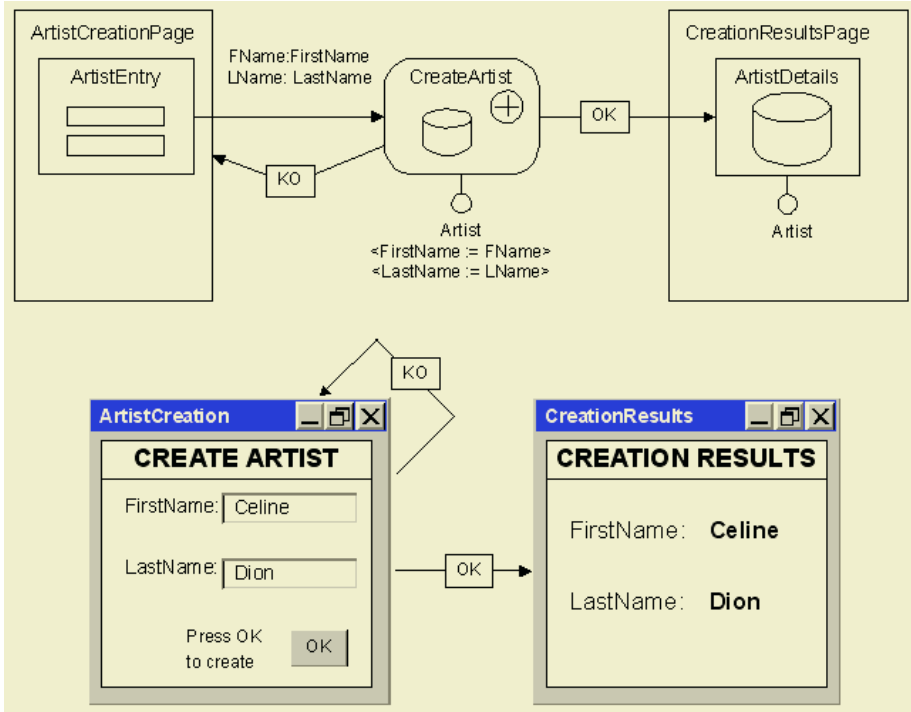 ArtistCreationPage
ArtistEntry
FName:FirstName
LName: LastName
KO
CreateArtist
Artist
<FirstName := FName>
<LastName := LName>
OK
CreationResultsPage
ArtistDetails
Artist
KO
ArtistCreation
CREATE ARTIST
FirstName: Celine
LastName: Dion
Press OK
to create
OK
OK
CreationResults
CREATION RESULTS
FirstName: Celine
LastName: Dion